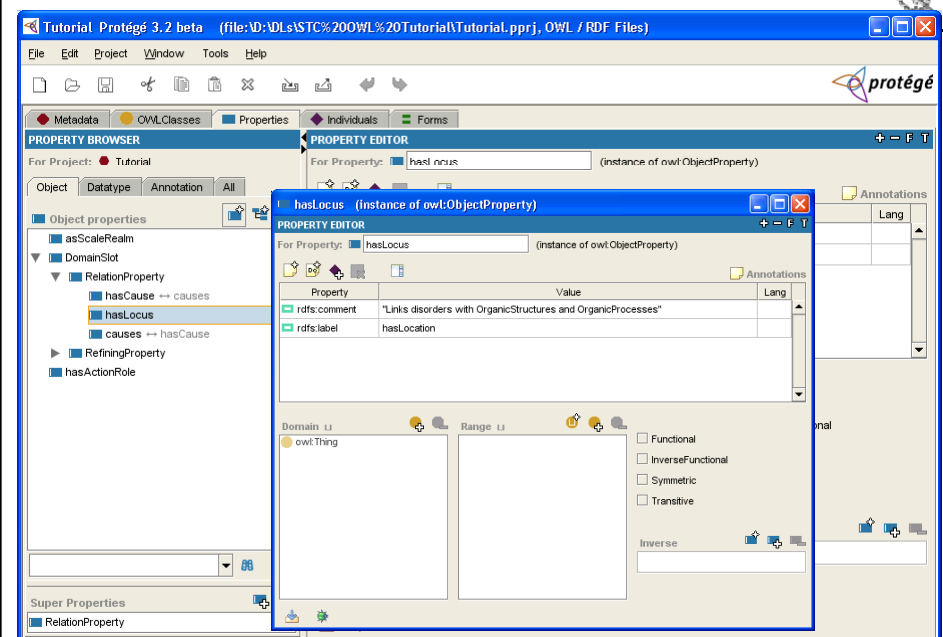 Tutorial Protégé 3.2 beta (file:\D:\DLs\STC%20OWL%20Tutorial\Tutorial.pprj, OWL / RDF Files)
File Edit Project Window Tools Help
protégé
Metadata OWLClasses Properties Individuals Forms
PROPERTY BROWSER
PROPERTY EDITOR
+ − F T
For Project: Tutorial
For Property: hasLocus (instance of owl:ObjectProperty)
Object Datatype Annotation All
Annotations
Lang
Object properties
asScaleRealm
DomainSlot
RelationProperty
hasCause ↔ causes
hasLocus
causes ↔ hasCause
RefiningProperty
hasActionRole
Super Properties
RelationProperty
hasLocus (instance of owl:ObjectProperty)
PROPERTY EDITOR + − F T
For Property: hasLocus (instance of owl:ObjectProperty)
Annotations
Property Value Lang
rdfs:comment "Links disorders with OrganicStructures and OrganicProcesses"
rdfs:label hasLocation
Domain ⊔ Range ⊔
owl:Thing
Functional
InverseFunctional
Symmetric
Transitive
Inverse